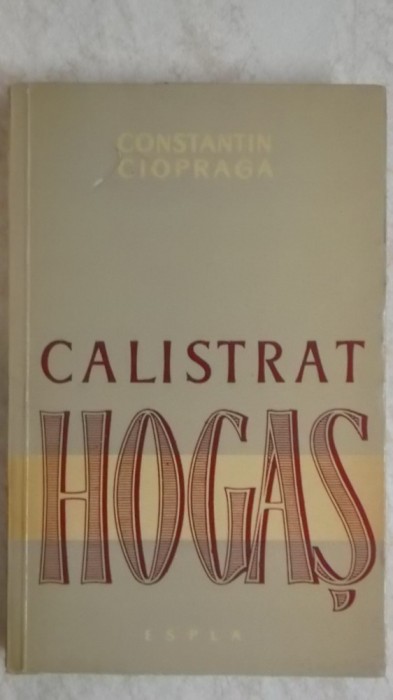 CONSTANTIN
CIOPRAGA
CALISTRAT
HOGAȘ
ESPLA